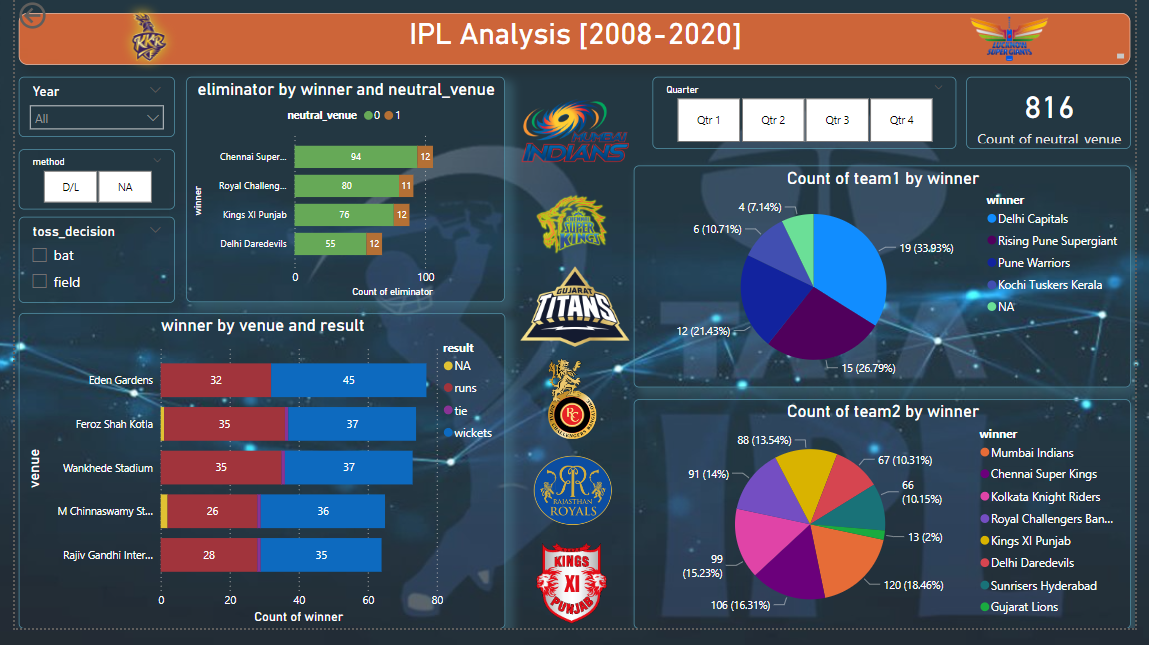 IPL Analysis [2008-2020]
KKR
LUCKNOW
SUPER GIANTS
Year
All
method
D/L
NA
toss_decision
bat
field
eliminator by winner and neutral_venue
neutral_venue 0 1
winner
Chennai Super... 94 12
Royal Challeng... 80 11
Kings XI Punjab 76 12
Delhi Daredevils 55 12
0 100
Count of eliminator
MUMBAI
INDIANS
CHENNAI
SUPER
KINGS
GUJARAT
TITANS
RC
RAJASTHAN
ROYALS
KINGS
XI
PUNJAB
Quarter
Qtr 1
Qtr 2
Qtr 3
Qtr 4
816
Count of neutral_venue
Count of team1 by winner
4 (7.14%)
6 (10.71%)
12 (21.43%)
19 (33.93%)
15 (26.79%)
winner
Delhi Capitals
Rising Pune Supergiant
Pune Warriors
Kochi Tuskers Kerala
NA
winner by venue and result
venue
Eden Gardens 32 45
Feroz Shah Kotla 35 37
Wankhede Stadium 35 37
M Chinnaswamy St... 26 36
Rajiv Gandhi Inter... 28 35
0 20 40 60 80
Count of winner
result
NA
runs
tie
wickets
Count of team2 by winner
88 (13.54%)
67 (10.31%)
66
(10.15%)
13 (2%)
120 (18.46%)
106 (16.31%)
99
(15.23%)
91 (14%)
winner
Mumbai Indians
Chennai Super Kings
Kolkata Knight Riders
Royal Challengers Ban...
Kings XI Punjab
Delhi Daredevils
Sunrisers Hyderabad
Gujarat Lions
TATA
IPL